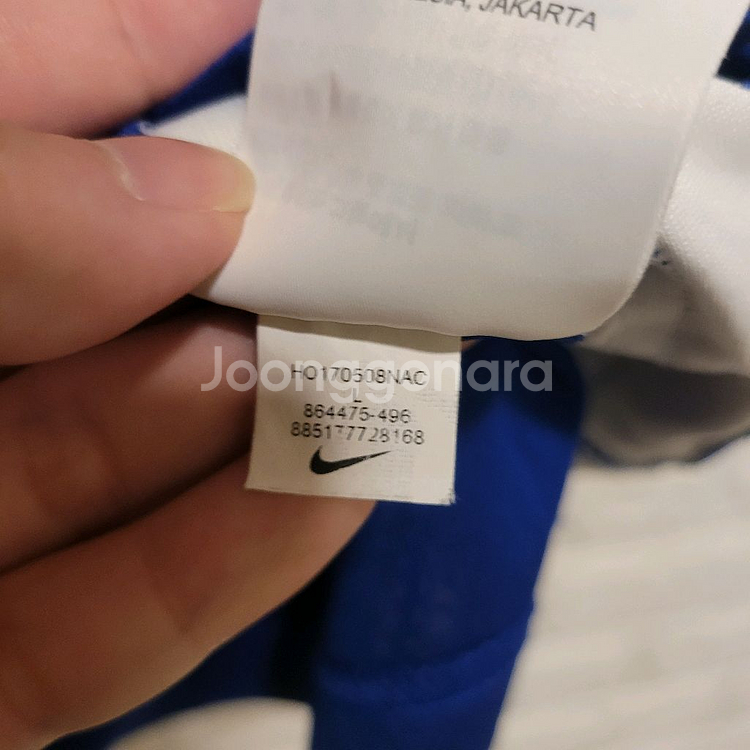 JAKARTA
Joonggonara
HO170508NAC
L
864475-496
885177728168